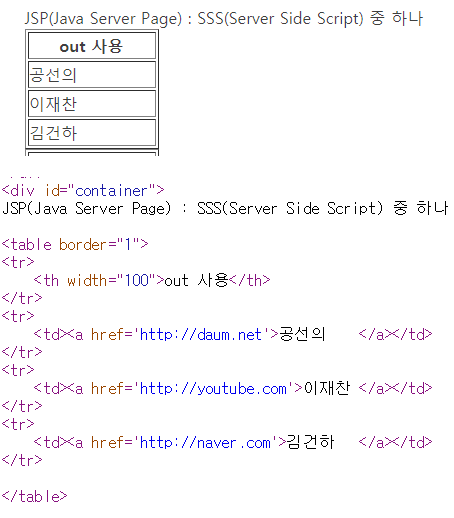 JSP(Java Server Page) : SSS(Server Side Script) 중 하나
out 사용
공선의
이재찬
김건하
<div id="container">
JSP(Java Server Page) : SSS(Server Side Script) 중 하나
<table border="1">
<tr>
<th width="100">out 사용</th>
</tr>
<tr>
<td><a href='http://daum.net'>공선의 </a></td>
</tr>
<tr>
<td><a href='http://youtube.com'>이재찬 </a></td>
</tr>
<tr>
<td><a href='http://naver.com'>김건하 </a></td>
</tr>
</table>